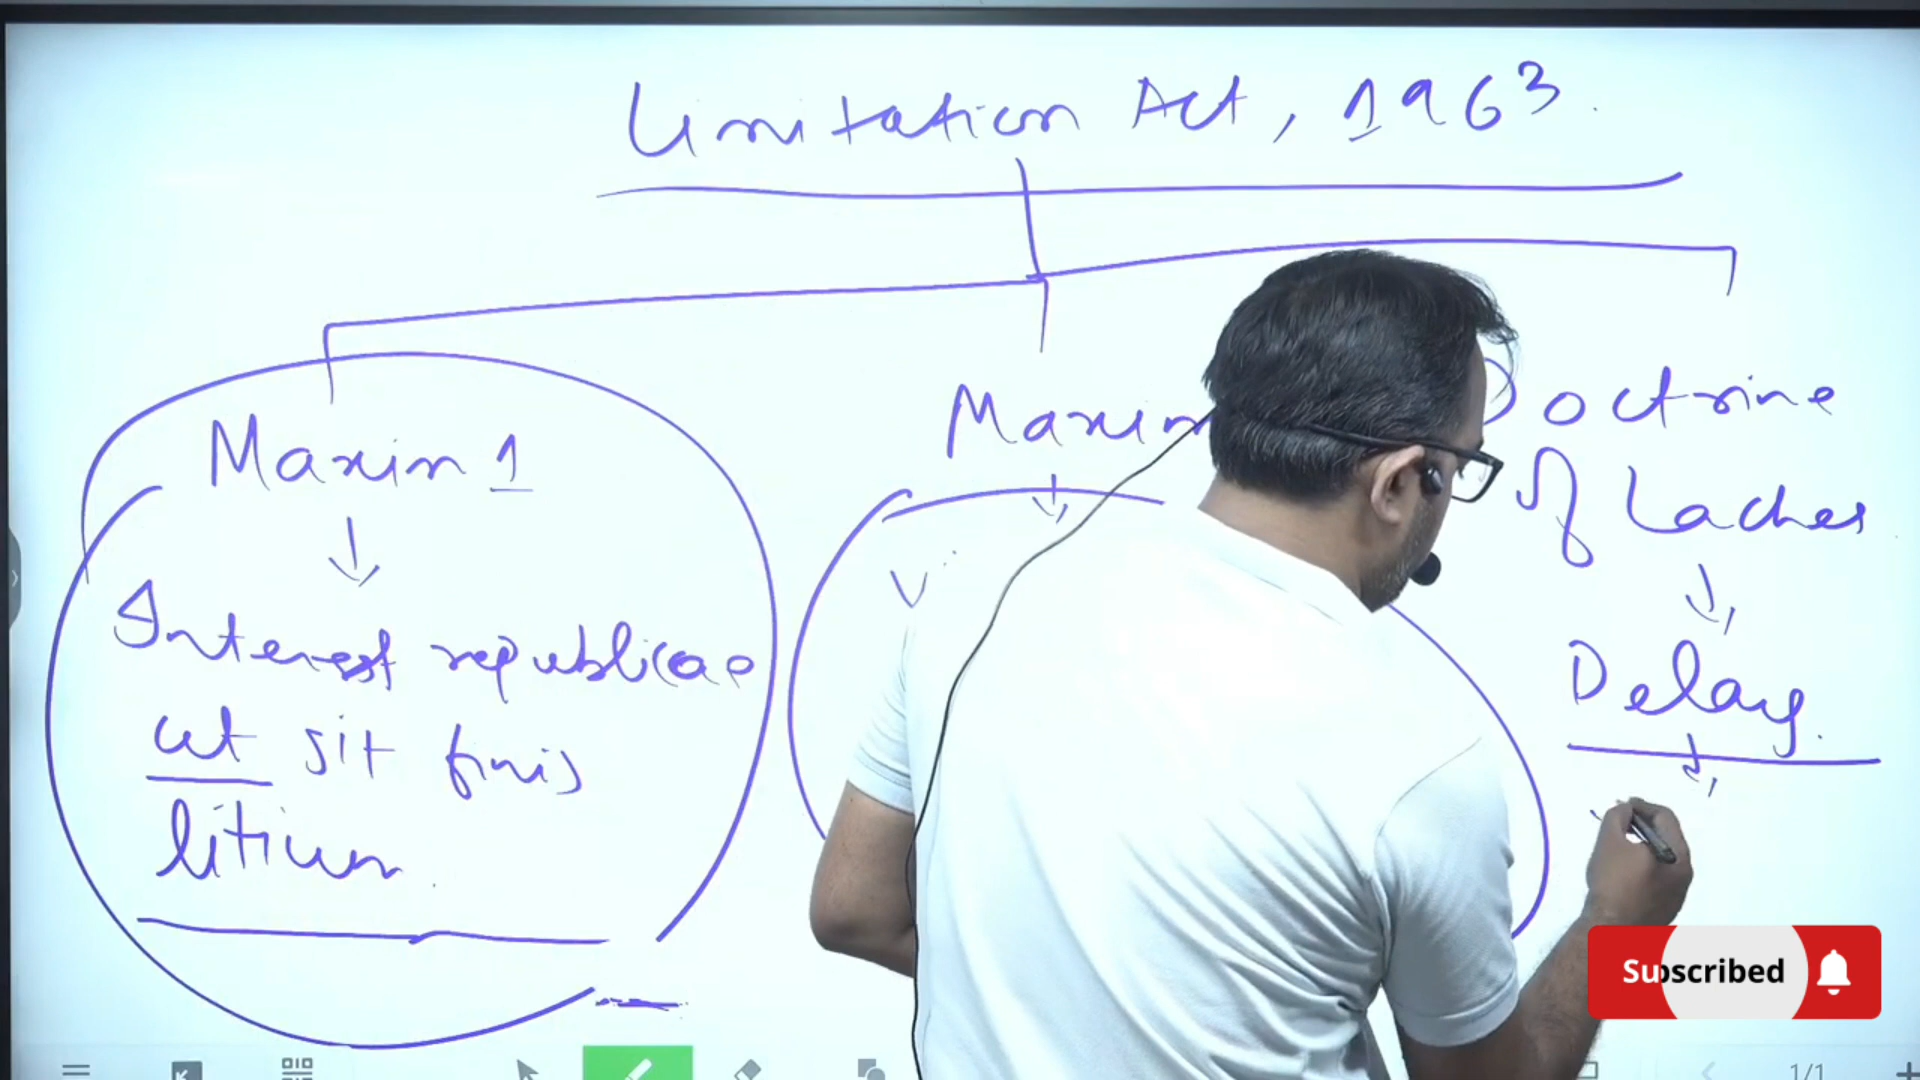 Limitation Act, 1963.
Maxim 1
Interest republicae
ut sit finis
litium.
Maxim
Doctrine
of Laches
Delay.
Subscribed
1/1